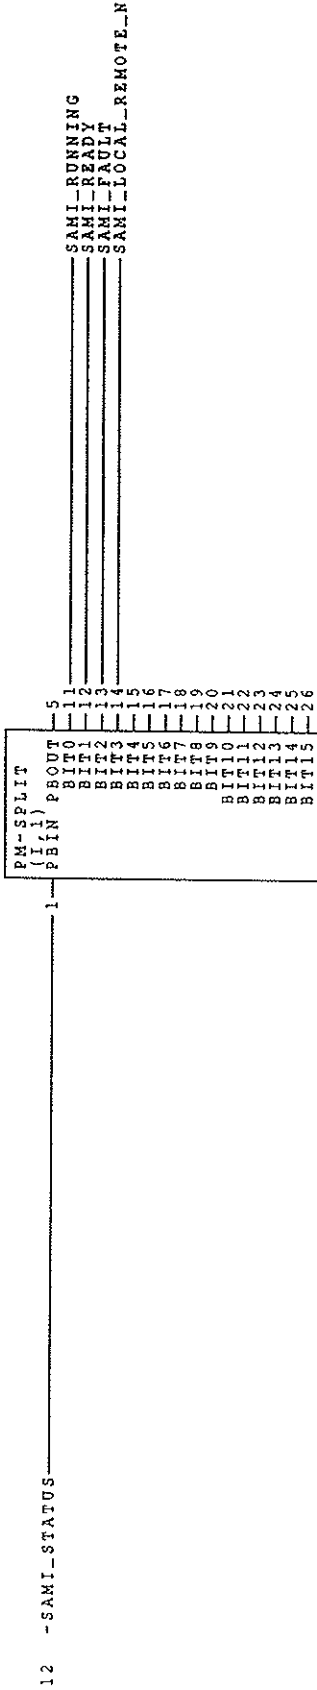 PM-SPLIT
(I,1)
12 -SAMI_STATUS 1 PBIN PBOUT 5
BIT0 11 SAMI_RUNNING
BIT1 12 SAMI_READY
BIT2 13 SAMI_FAULT
BIT3 14 SAMI_LOCAL_REMOTE_N
BIT4 15
BIT5 16
BIT6 17
BIT7 18
BIT8 19
BIT9 20
BIT10 21
BIT11 22
BIT12 23
BIT13 24
BIT14 25
BIT15 26